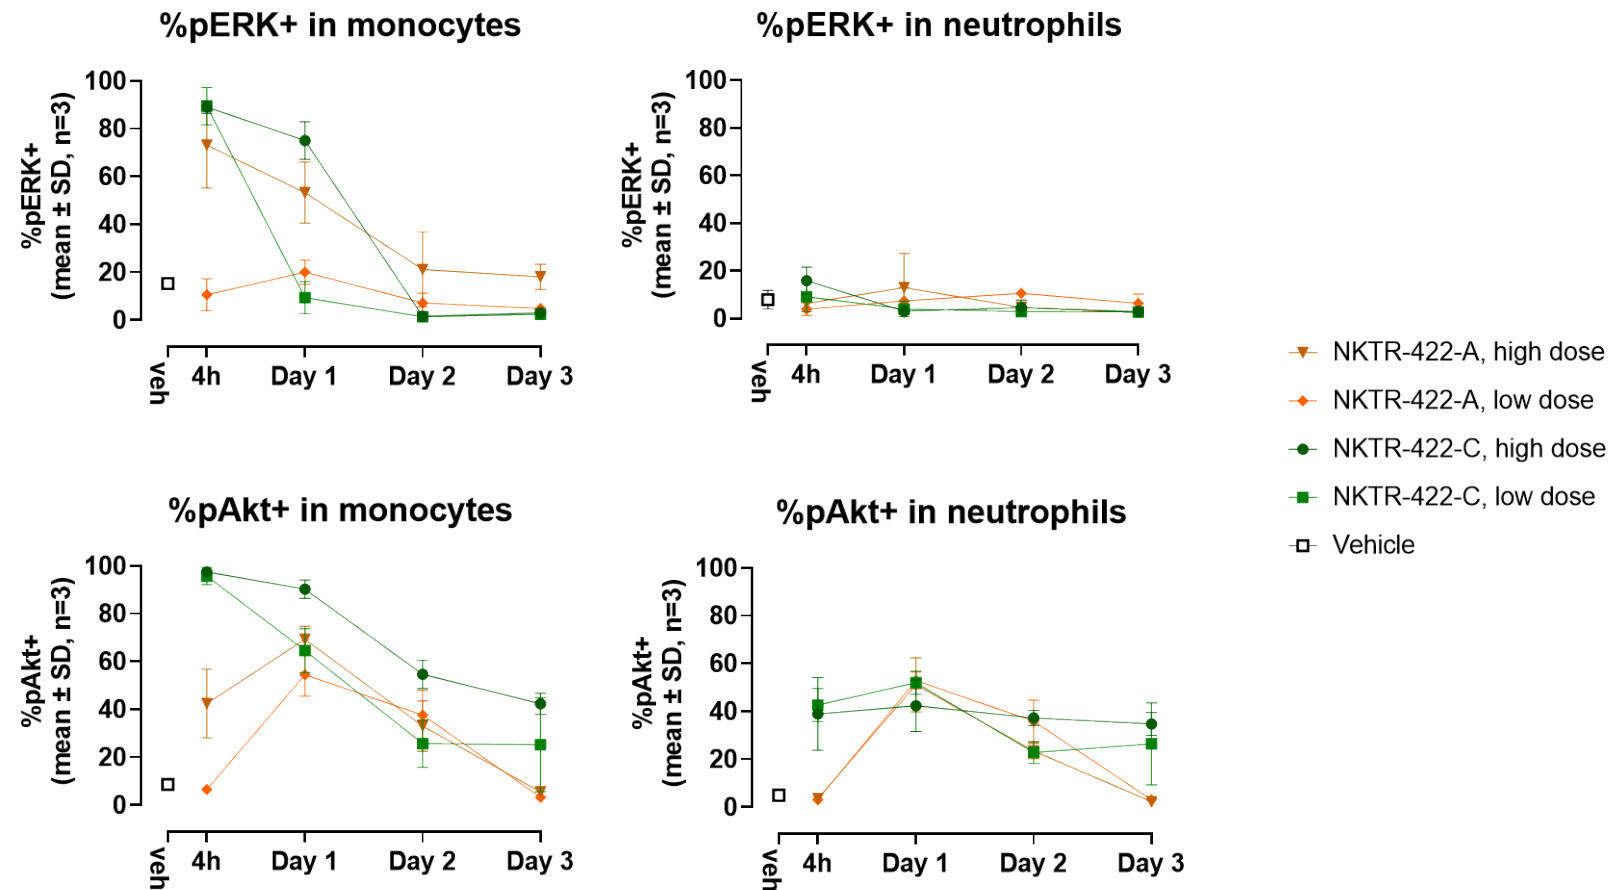 %pERK+ in monocytes
%pERK+
(mean ± SD, n=3)
100
80
60
40
20
0
veh
4h
Day 1
Day 2
Day 3
%pERK+ in neutrophils
%pERK+
(mean ± SD, n=3)
100
80
60
40
20
0
veh
4h
Day 1
Day 2
Day 3
NKTR-422-A, high dose
NKTR-422-A, low dose
NKTR-422-C, high dose
NKTR-422-C, low dose
Vehicle
%pAkt+ in monocytes
%pAkt+
(mean ± SD, n=3)
100
80
60
40
20
0
veh
4h
Day 1
Day 2
Day 3
%pAkt+ in neutrophils
%pAkt+
(mean ± SD, n=3)
100
80
60
40
20
0
veh
4h
Day 1
Day 2
Day 3